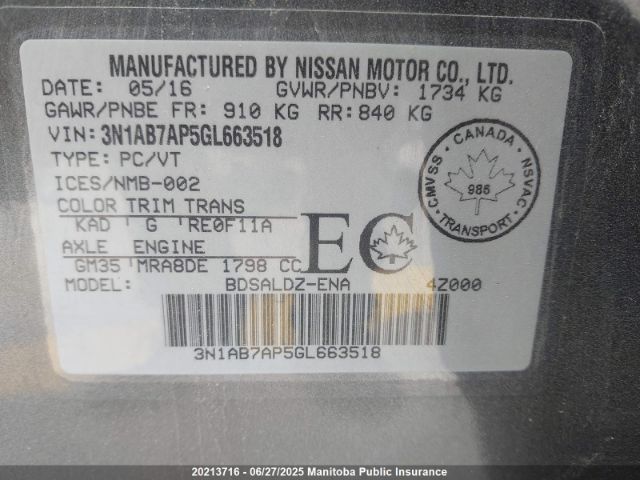 MANUFACTURED BY NISSAN MOTOR CO., LTD.
DATE: 05/16 GVWR/PNBV: 1734 KG
GAWR/PNBE FR: 910 KG RR: 840 KG
VIN: 3N1AB7AP5GL663518
TYPE: PC/VT
ICES/NMB-002
COLOR TRIM TRANS
KAD G RE0F11A
AXLE ENGINE
GM35 MRA8DE 1798 CC
MODEL: BDSALDZ-ENA 4Z000
EC
CMVSS CANADA NSVAC TRANSPORT
986
3N1AB7AP5GL663518
20213716 - 06/27/2025 Manitoba Public Insurance